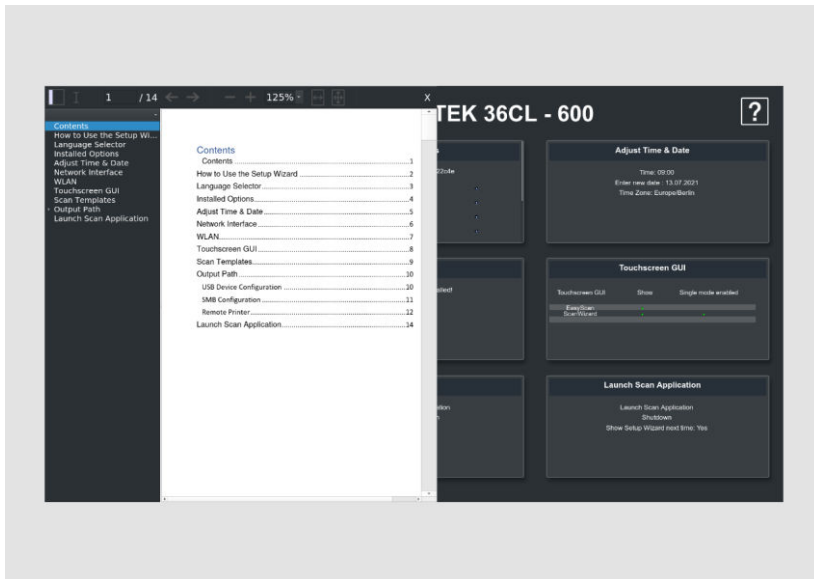 1 / 14 125% X
Contents
How to Use the Setup Wi...
Language Selector
Installed Options
Adjust Time & Date
Network Interface
WLAN
Touchscreen GUI
Scan Templates
Output Path
Launch Scan Application
Contents
Contents 1
How to Use the Setup Wizard 2
Language Selector 3
Installed Options 4
Adjust Time & Date 5
Network Interface 6
WLAN 7
Touchscreen GUI 8
Scan Templates 9
Output Path 10
USB Device Configuration 10
SMB Configuration 11
Remote Printer 12
Launch Scan Application 14
TEK 36CL - 600 ?
Adjust Time & Date
Time: 09:00
Enter new date : 13.07.2021
Time Zone: Europe/Berlin
Touchscreen GUI
Touchscreen GUI Show Single mode enabled
EasyScan
ScanWizard
Launch Scan Application
Launch Scan Application
Shutdown
Show Setup Wizard next time: Yes